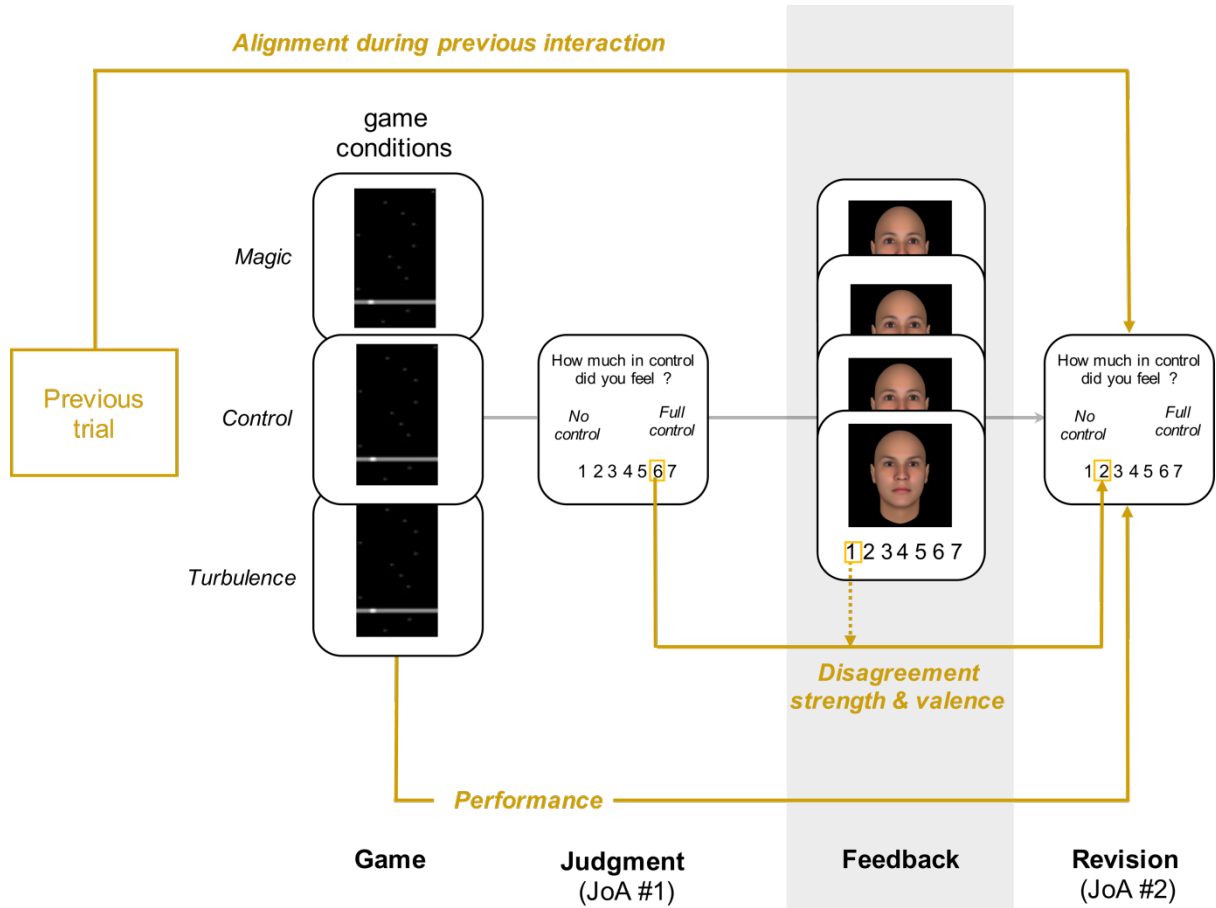 Alignment during previous interaction
game
conditions
Magic
Control
Turbulence
Previous
trial
How much in control
did you feel ?
No
control
Full
control
1 2 3 4 5 6 7
1 2 3 4 5 6 7
How much in control
did you feel ?
No
control
Full
control
1 2 3 4 5 6 7
Disagreement
strength & valence
Performance
Game
Judgment
(JoA #1)
Feedback
Revision
(JoA #2)